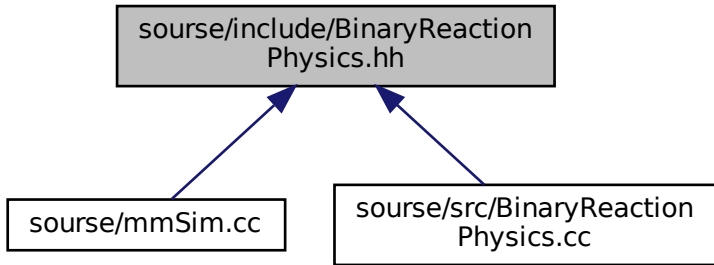 sourse/include/BinaryReaction
Physics.hh
sourse/mmSim.cc
sourse/src/BinaryReaction
Physics.cc